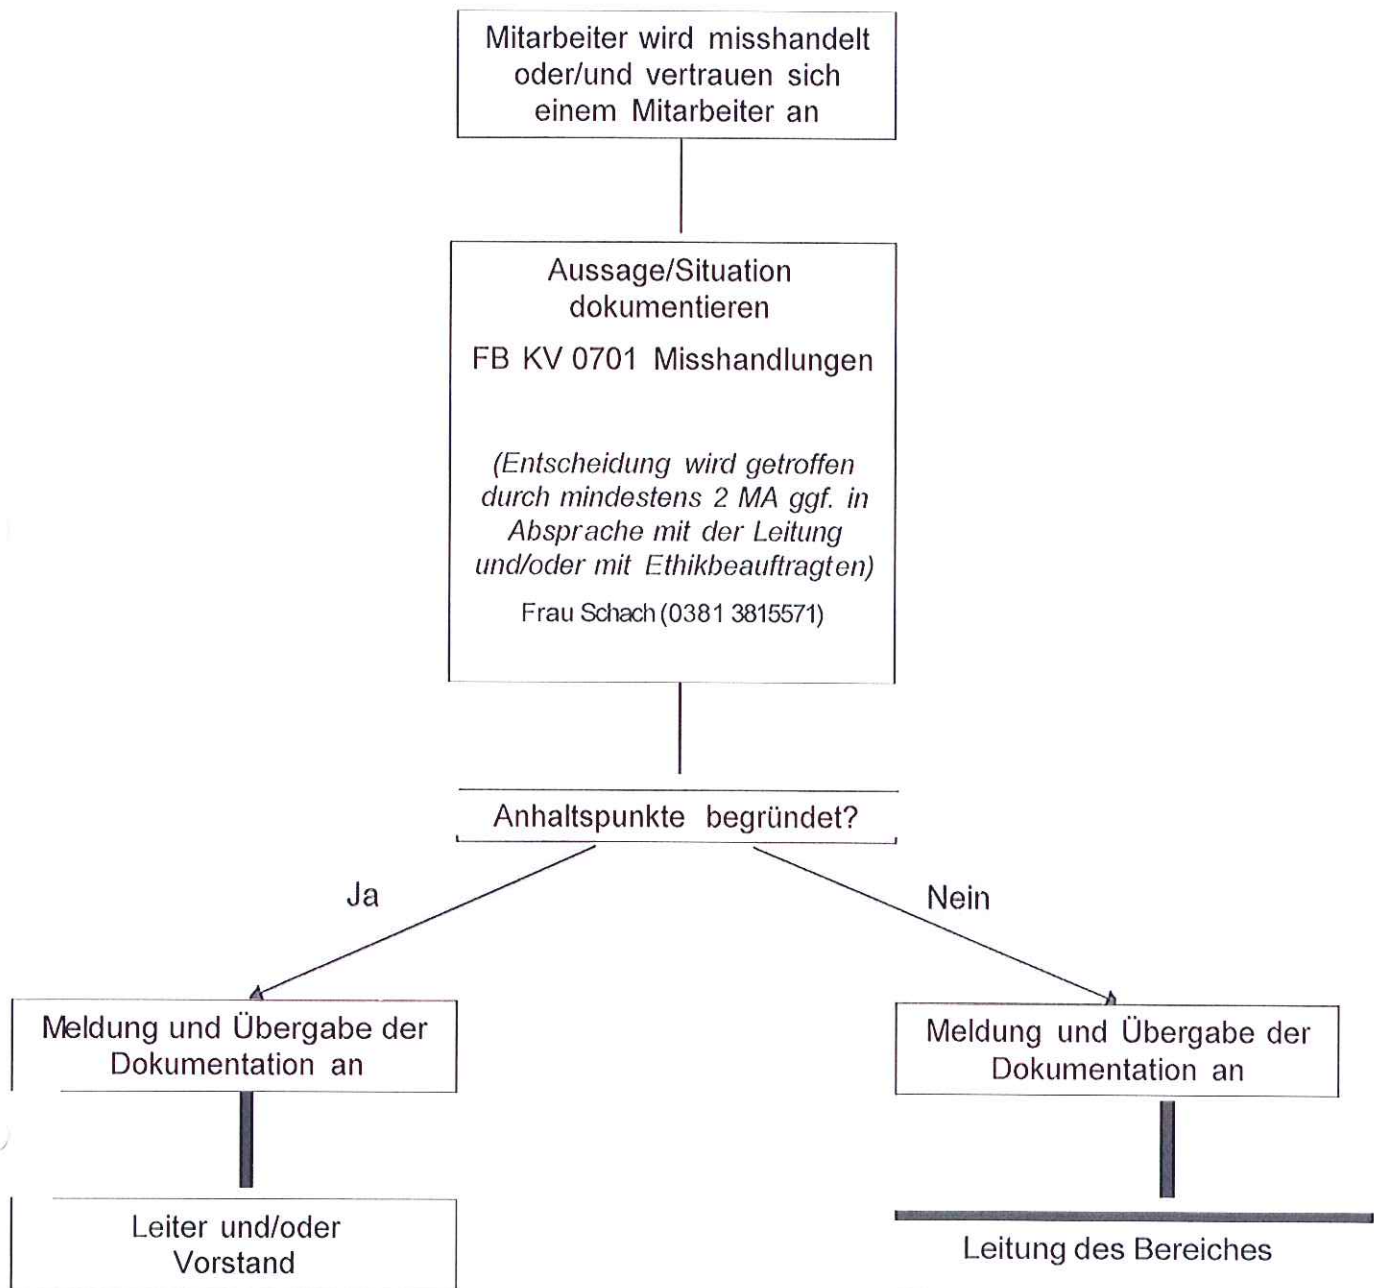 Mitarbeiter wird misshandelt
oder/und vertrauen sich
einem Mitarbeiter an
Aussage/Situation
dokumentieren
FB KV 0701 Misshandlungen
(Entscheidung wird getroffen
durch mindestens 2 MA ggf. in
Absprache mit der Leitung
und/oder mit Ethikbeauftragten)
Frau Schach (0381 3815571)
Anhaltspunkte begründet?
Ja
Nein
Meldung und Übergabe der
Dokumentation an
Meldung und Übergabe der
Dokumentation an
Leiter und/oder
Vorstand
Leitung des Bereiches